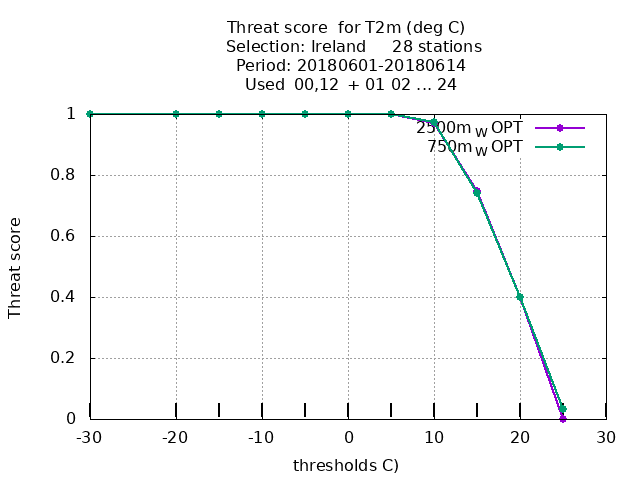 Threat score for T2m (deg C)
Selection: Ireland 28 stations
Period: 20180601-20180614
Used 00,12 + 01 02 ... 24
Threat score
1
0.8
0.6
0.4
0.2
0
2500m W OPT
750m W OPT
-30 -20 -10 0 10 20 30
thresholds C)